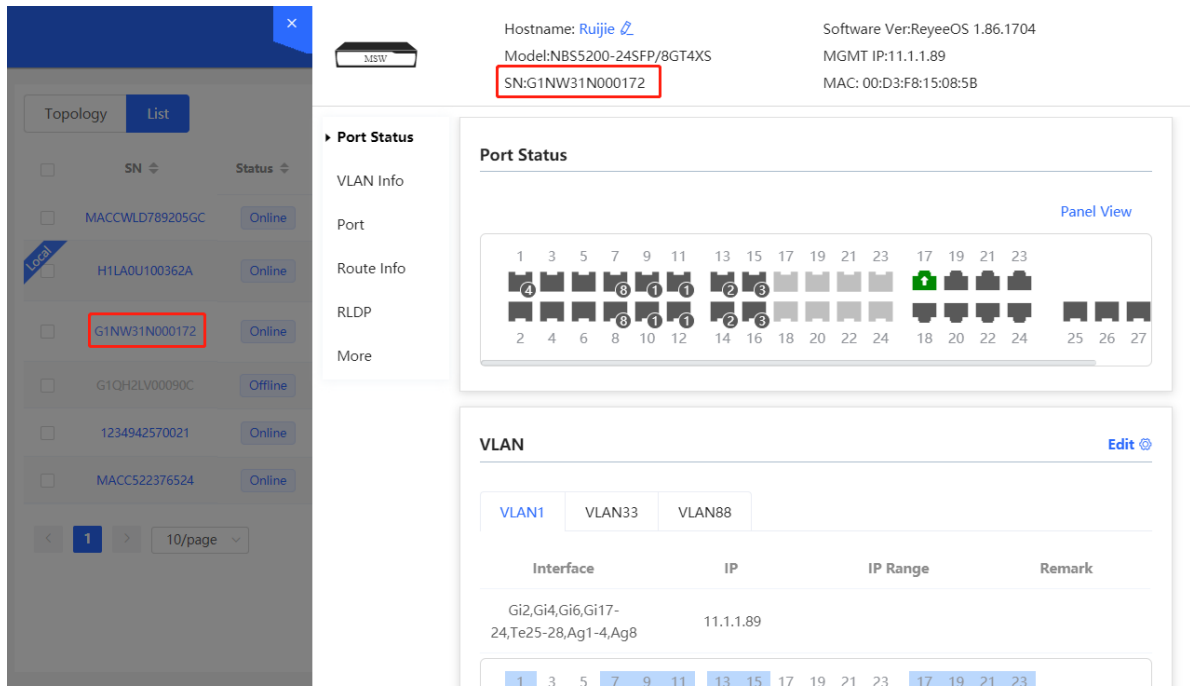 ×
Topology
List
SN
Status
MACCWLD789205GC
Online
Local
H1LA0U100362A
Online
G1NW31N000172
Online
G1QH2LV00090C
Offline
1234942570021
Online
MACC522376524
Online
<
1
>
10/page
MSW
Hostname: Ruijie
Model:NBS5200-24SFP/8GT4XS
SN:G1NW31N000172
Software Ver:ReyeeOS 1.86.1704
MGMT IP:11.1.1.89
MAC: 00:D3:F8:15:08:5B
Port Status
VLAN Info
Port
Route Info
RLDP
More
Port Status
Panel View
1 3 5 7 9 11 13 15 17 19 21 23 17 19 21 23
4 8 1 1 2 3
8 1 1 2 3
2 4 6 8 10 12 14 16 18 20 22 24 18 20 22 24 25 26 27
VLAN
Edit
VLAN1 VLAN33 VLAN88
Interface IP IP Range Remark
Gi2,Gi4,Gi6,Gi17-
24,Te25-28,Ag1-4,Ag8
11.1.1.89
1 3 5 7 9 11 13 15 17 19 21 23 17 19 21 23